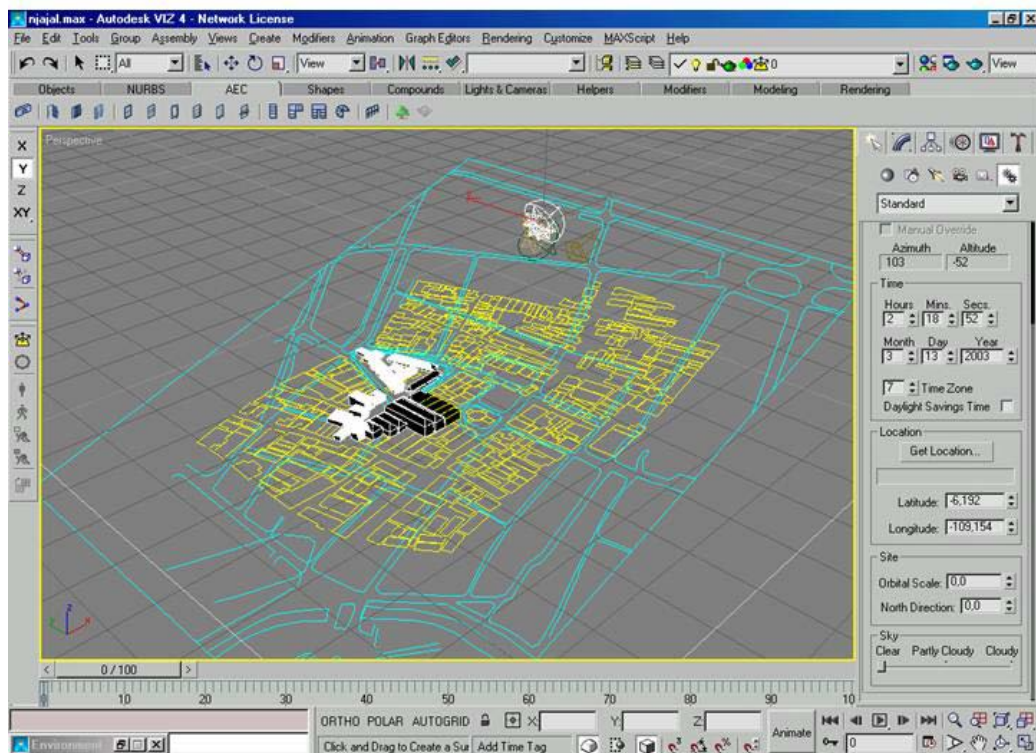 njajal.max - Autodesk VIZ 4 - Network License
File Edit Tools Group Assembly Views Create Modifiers Animation Graph Editors Rendering Customize MAXScript Help
All View 0 View
Objects NURBS AEC Shapes Compounds Lights & Cameras Helpers Modifiers Modeling Rendering
X
Y
Z
XY
Perspective
Standard
Manual Override
Azimuth Altitude
103 -52
Time
Hours Mins. Secs.
2 18 52
Month Day Year
3 13 2003
7 Time Zone
Daylight Savings Time
Location
Get Location...
Latitude: -6,192
Longitude: -109,154
Site
Orbital Scale: 0,0
North Direction: 0,0
Sky
Clear Partly Cloudy Cloudy
z
x
< 0 / 100 >
10 20 30 40 50 60 70 80 90 10
ORTHO POLAR AUTOGRID X: Y: Z: Animate
Environment Click and Drag to Create a Sur Add Time Tag 0